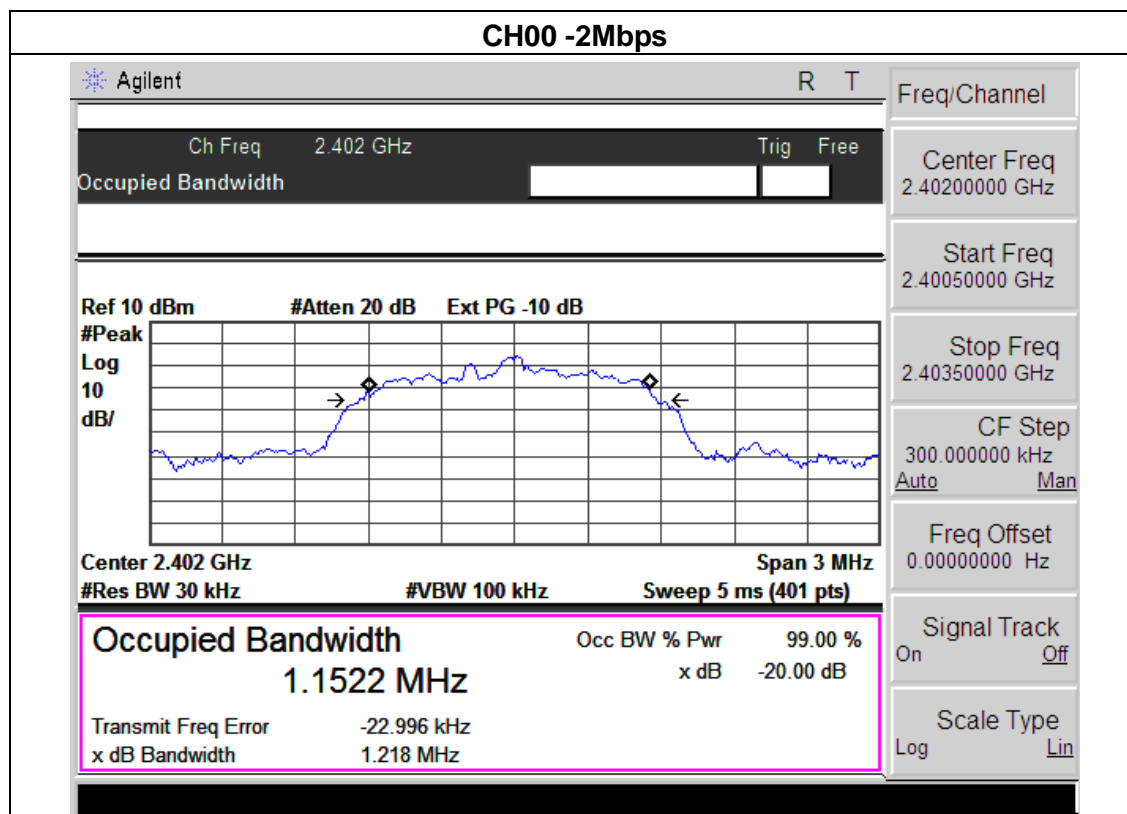 CH00 -2Mbps
Agilent R T
Ch Freq 2.402 GHz Trig Free
Occupied Bandwidth
Ref 10 dBm #Atten 20 dB Ext PG -10 dB
#Peak
Log
10
dB/
Center 2.402 GHz Span 3 MHz
#Res BW 30 kHz #VBW 100 kHz Sweep 5 ms (401 pts)
Occupied Bandwidth Occ BW % Pwr 99.00 %
1.1522 MHz x dB -20.00 dB
Transmit Freq Error -22.996 kHz
x dB Bandwidth 1.218 MHz
Freq/Channel
Center Freq
2.40200000 GHz
Start Freq
2.40050000 GHz
Stop Freq
2.40350000 GHz
CF Step
300.000000 kHz
Auto Man
Freq Offset
0.00000000 Hz
Signal Track
On Off
Scale Type
Log Lin